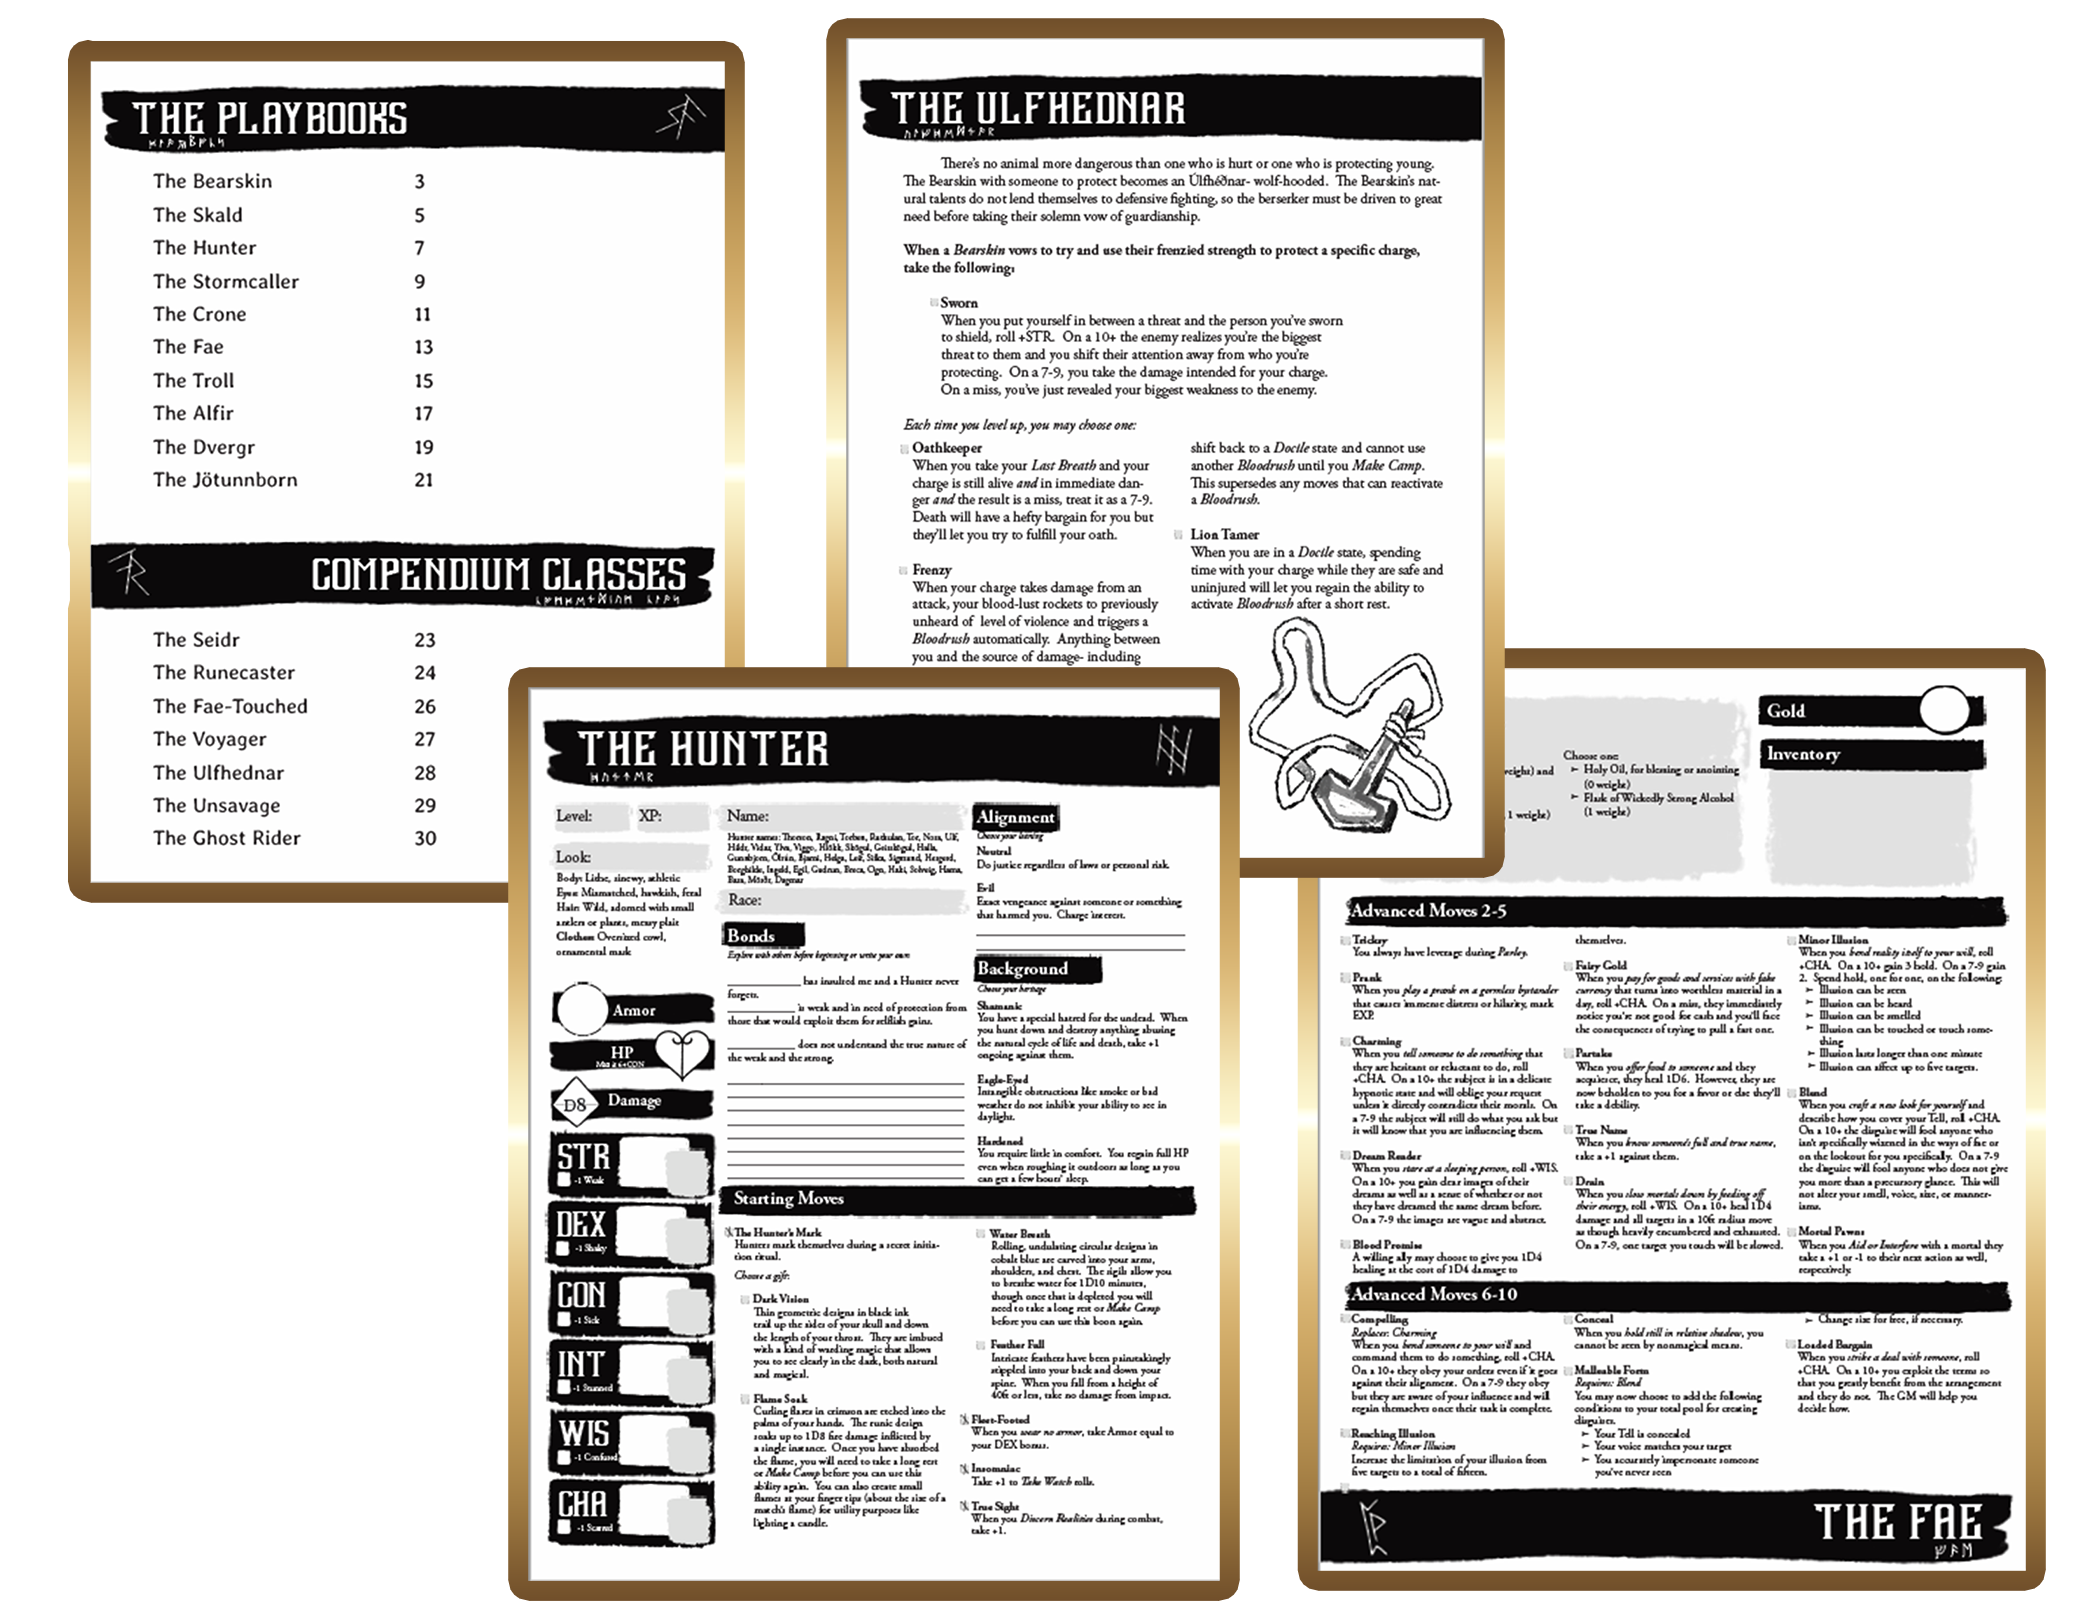 THE PLAYBOOKS
The Bearskin 3
The Skald 5
The Hunter 7
The Stormcaller 9
The Crone 11
The Fae 13
The Troll 15
The Alfir 17
The Dvergr 19
The Jötunnborn 21
COMPENDIUM CLASSES
The Seidr 23
The Runecaster 24
The Fae-Touched 26
The Voyager 27
The Ulfhednar 28
The Unsavage 29
The Ghost Rider 30
THE ULFHEDNAR
There's no animal more dangerous than one who is hurt or one who is protecting young.
The Bearskin with someone to protect becomes an Úlfhéðnar- wolf-hooded. The Bearskin's nat-
ural talents do not lend themselves to defensive fighting, so the berserker must be driven to great
need before taking their solemn vow of guardianship.
When a Bearskin vows to try and use their frenzied strength to protect a specific charge,
take the following:
Sworn
When you put yourself in between a threat and the person you've sworn
to shield, roll +STR. On a 10+ the enemy realizes you're the biggest
threat to them and you shift their attention away from who you're
protecting. On a 7-9, you take the damage intended for your charge.
On a miss, you've just revealed your biggest weakness to the enemy.
Each time you level up, you may choose one:
Oathkeeper
When you take your Last Breath and your
charge is still alive and in immediate dan-
ger and the result is a miss, treat it as a 7-9.
Death will have a hefty bargain for you but
they'll let you try to fulfill your oath.
Frenzy
When your charge takes damage from an
attack, your blood-lust rockets to previously
unheard of level of violence and triggers a
Bloodrush automatically. Anything between
you and the source of damage- including
shift back to a Docile state and cannot use
another Bloodrush until you Make Camp.
This supersedes any moves that can reactivate
a Bloodrush.
Lion Tamer
When you are in a Docile state, spending
time with your charge while they are safe and
uninjured will let you regain the ability to
activate Bloodrush after a short rest.
THE HUNTER
Level: XP:
Look:
Body: Lithe, sinewy, athletic
Eyes: Mismatched, hawkish, feral
Hair: Wild, adorned with small
antlers or plants, messy plait
Clothes: Oversized cowl,
ornamental mask
Armor
HP
Max is 6+CON
D8 Damage
STR
-1 Weak
DEX
-1 Shaky
CON
-1 Sick
INT
-1 Stunned
WIS
-1 Confused
CHA
-1 Scarred
Name:
Race:
Bonds
Explore with others before beginning or write your own
has insulted me and a Hunter never
forgets.
is weak and in need of protection from
those that would exploit them for selfish gains.
does not understand the true nature of
the weak and the strong.
Alignment
Choose your leaning
Neutral
Do justice regardless of laws or personal risk.
Evil
Exact vengeance against someone or something
that harmed you. Charge interest.
Background
Choose your heritage
Shamanic
You have a special hatred for the undead. When
you hunt down and destroy anything abusing
the natural cycle of life and death, take +1
ongoing against them.
Eagle-Eyed
Intangible obstructions like smoke or bad
weather do not inhibit your ability to see in
daylight.
Hardened
You require little in comfort. You regain full HP
even when roughing it outdoors as long as you
can get a few hours' sleep.
Starting Moves
The Hunter's Mark
Hunters mark themselves during a secret initia-
tion ritual.
Choose a gift:
Dark Vision
Thin geometric designs in black ink
trail up the sides of your skull and down
the length of your throat. They are imbued
with a kind of warding magic that allows
you to see clearly in the dark, both natural
and magical.
Flame Soak
Curling flares in crimson are etched into the
palms of your hands. The runic design
soaks up to 1D8 fire damage inflicted by
a single instance. Once you have absorbed
the flame, you will need to take a long rest
or Make Camp before you can use this
ability again. You can also create small
flames at your finger tips (about the size of a
match's flame) for utility purposes like
lighting a candle.
Water Breath
Rolling, undulating circular designs in
cobalt blue are carved into your arms,
shoulders, and chest. The sigils allow you
to breathe water for 1D10 minutes,
though once that is depleted you will
need to take a long rest or Make Camp
before you can use this boon again.
Feather Fall
Intricate feathers have been painstakingly
stippled into your back and down your
spine. When you fall from a height of
40ft or less, take no damage from impact.
Fleet-Footed
When you wear no armor, take Armor equal to
your DEX bonus.
Insomniac
Take +1 to Take Watch rolls.
True Sight
When you Discern Realities during combat,
take +1.
weight) and
1 weight)
Choose one:
Holy Oil, for blessing or anointing
(0 weight)
Flask of Wickedly Strong Alcohol
(1 weight)
Gold
Inventory
Advanced Moves 2-5
Tricksy
You always have leverage during Parley.
Prank
When you play a prank on a germless bystander
that causes immense distress or hilarity, mark
EXP.
Charming
When you tell someone to do something that
they are hesitant or reluctant to do, roll
+CHA. On a 10+ the subject is in a delicate
hypnotic state and will oblige your request
unless it directly contradicts their morals. On
a 7-9 the subject will still do what you ask but
it will know that you are influencing them.
Dream Reader
When you stare at a sleeping person, roll +WIS.
On a 10+ you gain clear images of their
dreams as well as a sense of whether or not
they have dreamed the same dream before.
On a 7-9 the images are vague and abstract.
Blood Promise
A willing ally may choose to give you 1D4
healing at the cost of 1D4 damage to
themselves.
Fairy Gold
When you pay for goods and services with fake
currency that turns into worthless material in a
day, roll +CHA. On a miss, they immediately
notice you're not good for cash and you'll face
the consequences of trying to pull a fast one.
Partake
When you offer food to someone and they
acquiesce, they heal 1D6. However, they are
now beholden to you for a favor or else they'll
take a debility.
True Name
When you know someone's full and true name,
take a +1 against them.
Drain
When you slow mortals down by feeding off
their energy, roll +WIS. On a 10+ heal 1D4
damage and all targets in a 10ft radius move
as though heavily encumbered and exhausted.
On a 7-9, one target you touch will be slowed.
Minor Illusion
When you bend reality itself to your will, roll
+CHA. On a 10+ gain 3 hold. On a 7-9 gain
2. Spend hold, one for one, on the following:
Illusion can be seen
Illusion can be heard
Illusion can be smelled
Illusion can be touched or touch some-
thing
Illusion lasts longer than one minute
Illusion can affect up to five targets.
Blend
When you craft a new look for yourself and
describe how you cover your Tell, roll +CHA.
On a 10+ the disguise will fool anyone who
isn't specifically wizened in the ways of fae or
on the lookout for you specifically. On a 7-9
the disguise will fool anyone who does not give
you more than a precursory glance. This will
not alter your smell, voice, size, or manner-
isms.
Mortal Pawns
When you Aid or Interfere with a mortal they
take a +1 or -1 to their next action as well,
respectively.
Advanced Moves 6-10
Compelling
Replaces: Charming
When you bend someone to your will and
command them to do something, roll +CHA.
On a 10+ they obey your orders even if it goes
against their alignment. On a 7-9 they obey
but they are aware of your influence and will
regain themselves once their task is complete.
Reaching Illusion
Requires: Minor Illusion
Increase the limitation of your illusion from
five targets to a total of fifteen.
Conceal
When you hold still in relative shadow, you
cannot be seen by nonmagical means.
Malleable Form
Requires: Blend
You may now choose to add the following
conditions to your total pool for creating
disguises.
Your Tell is concealed
Your voice matches your target
You accurately impersonate someone
you've never seen
Change size for free, if necessary.
Loaded Bargain
When you strike a deal with someone, roll
+CHA. On a 10+ you exploit the terms so
that you greatly benefit from the arrangement
and they do not. The GM will help you
decide how.
THE FAE